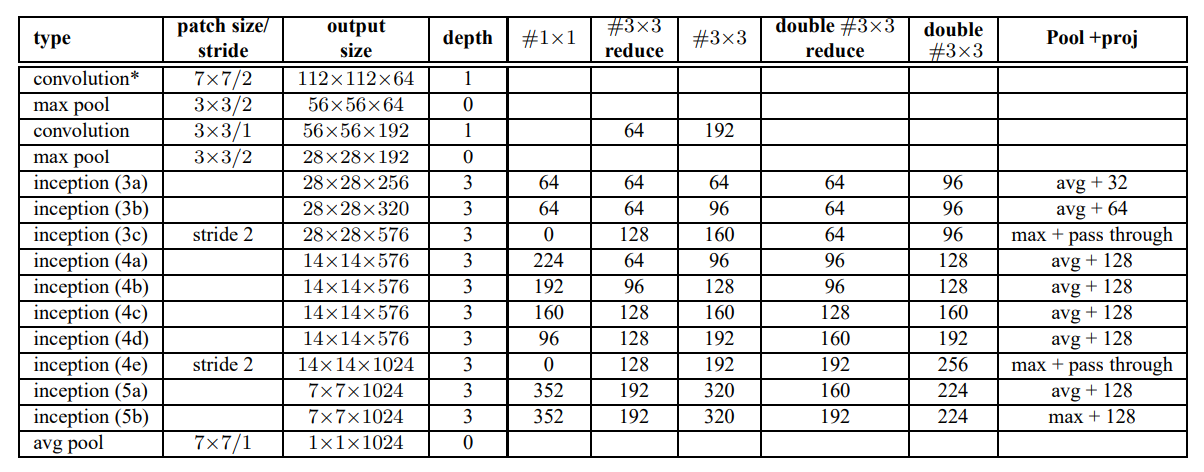 type patch size/ stride output size depth #1×1 #3×3 reduce #3×3 double #3×3 reduce double #3×3 Pool +proj
convolution* 7×7/2 112×112×64 1
max pool 3×3/2 56×56×64 0
convolution 3×3/1 56×56×192 1 64 192
max pool 3×3/2 28×28×192 0
inception (3a) 28×28×256 3 64 64 64 64 96 avg + 32
inception (3b) 28×28×320 3 64 64 96 64 96 avg + 64
inception (3c) stride 2 28×28×576 3 0 128 160 64 96 max + pass through
inception (4a) 14×14×576 3 224 64 96 96 128 avg + 128
inception (4b) 14×14×576 3 192 96 128 96 128 avg + 128
inception (4c) 14×14×576 3 160 128 160 128 160 avg + 128
inception (4d) 14×14×576 3 96 128 192 160 192 avg + 128
inception (4e) stride 2 14×14×1024 3 0 128 192 192 256 max + pass through
inception (5a) 7×7×1024 3 352 192 320 160 224 avg + 128
inception (5b) 7×7×1024 3 352 192 320 192 224 max + 128
avg pool 7×7/1 1×1×1024 0